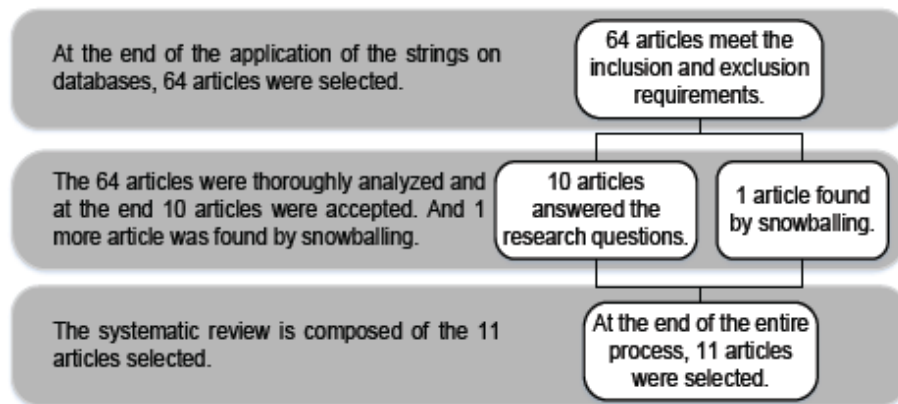 At the end of the application of the strings on
databases, 64 articles were selected.
64 articles meet the
inclusion and exclusion
requirements.
The 64 articles were thoroughly analyzed and
at the end 10 articles were accepted. And 1
more article was found by snowballing.
10 articles
answered the
research questions.
1 article found
by snowballing.
The systematic review is composed of the 11
articles selected.
At the end of the entire
process, 11 articles
were selected.